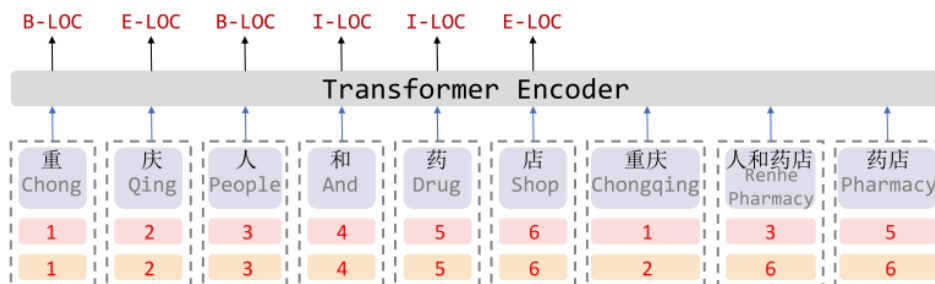 B-LOC E-LOC B-LOC I-LOC I-LOC E-LOC
Transformer Encoder
重 庆 人 和 药 店 重庆 人和药店 药店
Chong Qing People And Drug Shop Chongqing Renhe Pharmacy Pharmacy
1 2 3 4 5 6 1 3 5
1 2 3 4 5 6 2 6 6